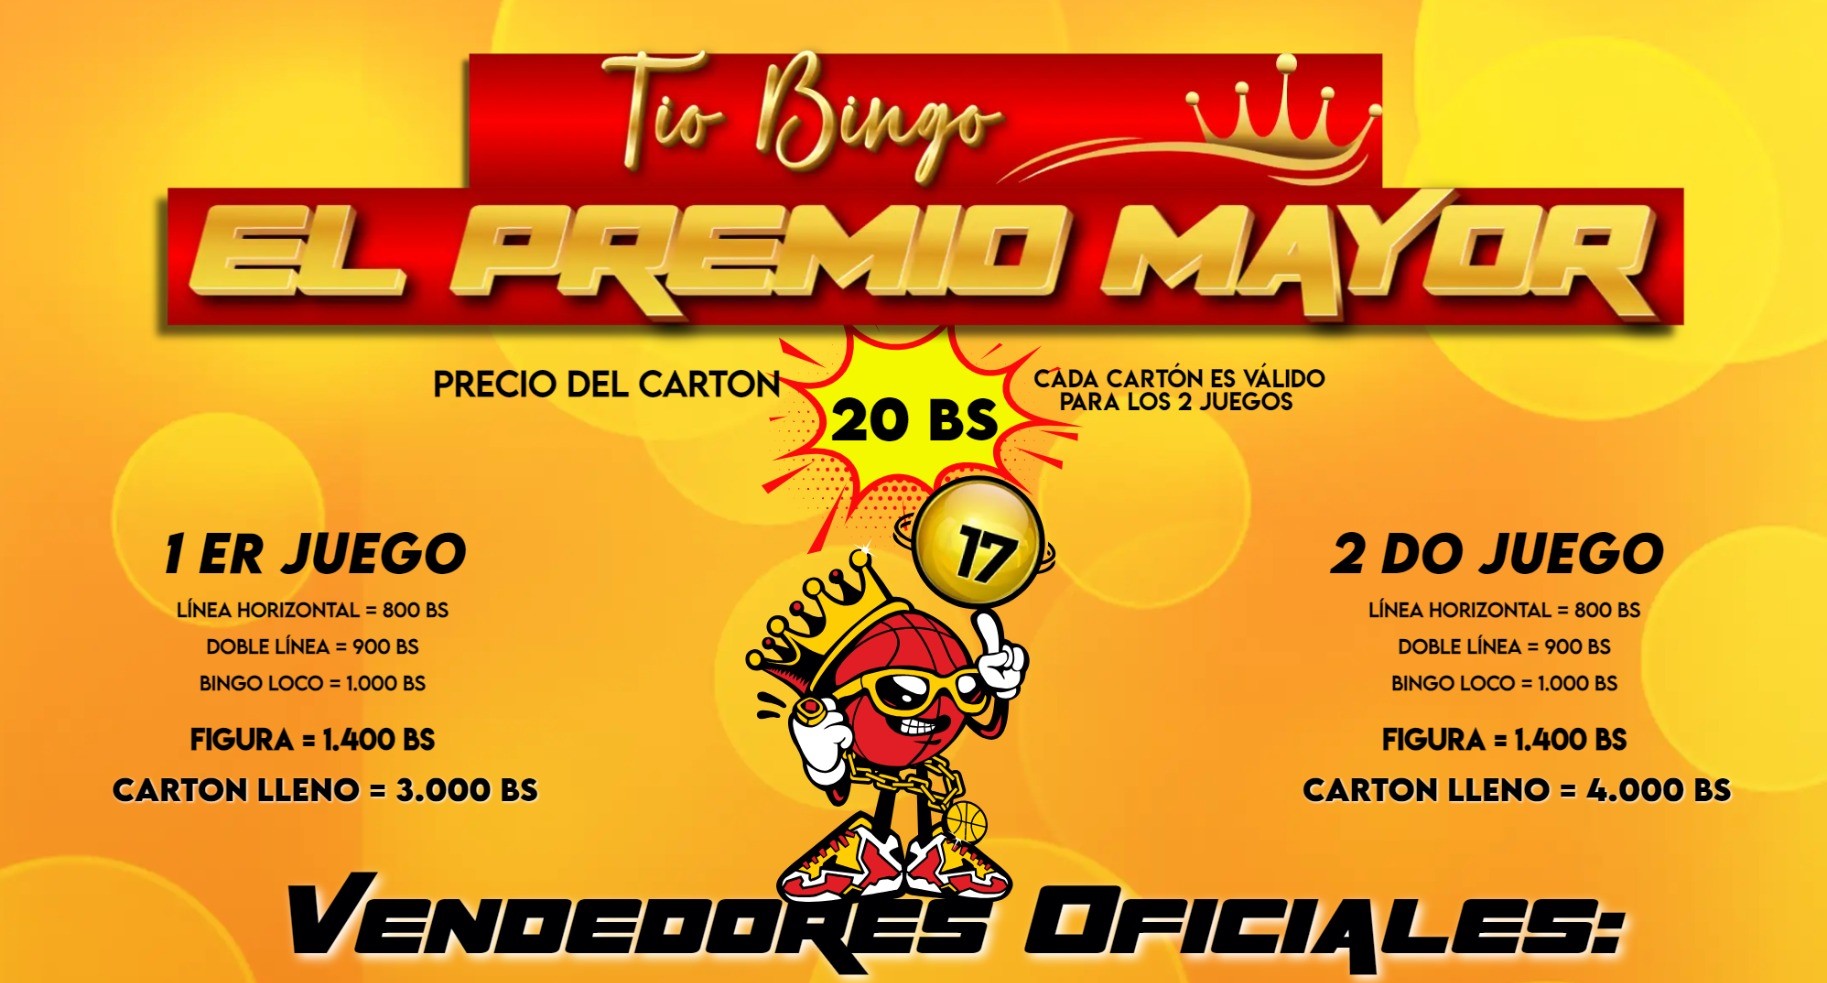 Tio Bingo
EL PREMIO MAYOR
PRECIO DEL CARTON
20 BS
CADA CARTÓN ES VÁLIDO
PARA LOS 2 JUEGOS
17
1 ER JUEGO
LÍNEA HORIZONTAL = 800 BS
DOBLE LÍNEA = 900 BS
BINGO LOCO = 1.000 BS
FIGURA = 1.400 BS
CARTON LLENO = 3.000 BS
2 DO JUEGO
LÍNEA HORIZONTAL = 800 BS
DOBLE LÍNEA = 900 BS
BINGO LOCO = 1.000 BS
FIGURA = 1.400 BS
CARTON LLENO = 4.000 BS
VENDEDORES OFICIALES: